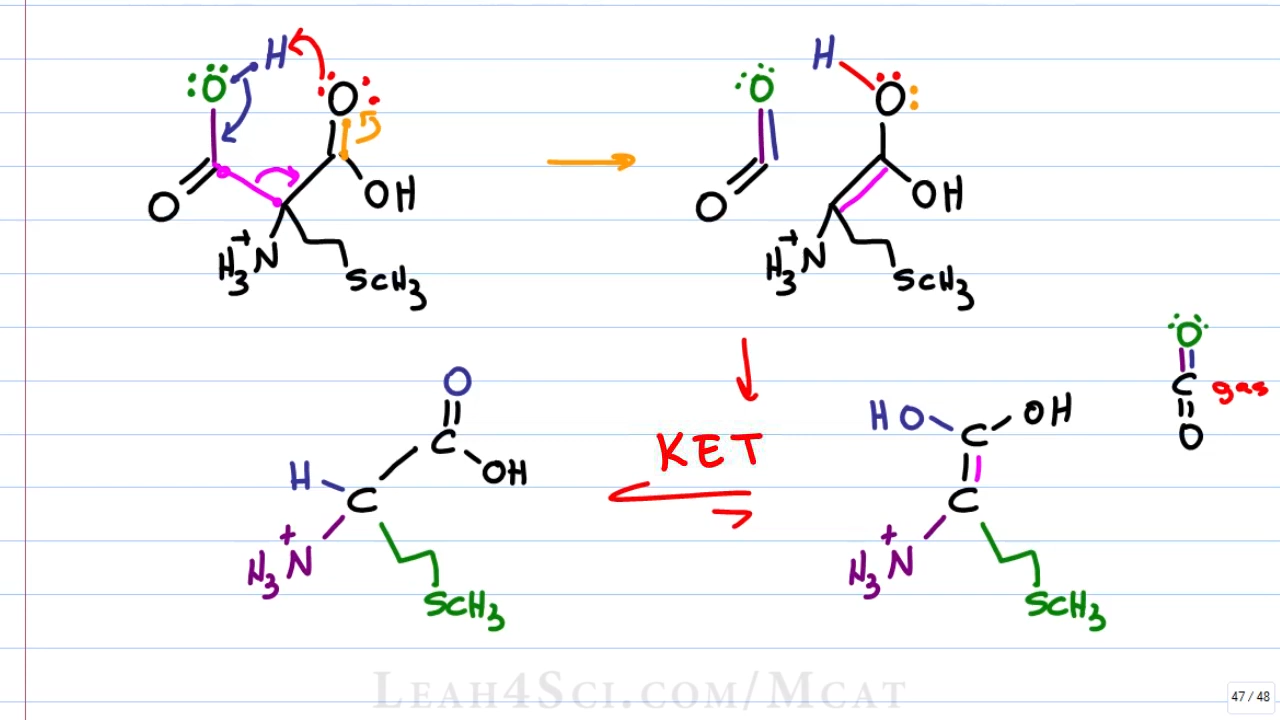 H
:Ö :O:
O OH
H3N+ SCH3
H
:Ö Ö:
O OH
H3N+ SCH3
:O:
C gas
O
O
C
H OH
C
H3N+
SCH3
KET
HO OH
C
C
H3N+
SCH3
Leah4Sci.com/Mcat
47 / 48